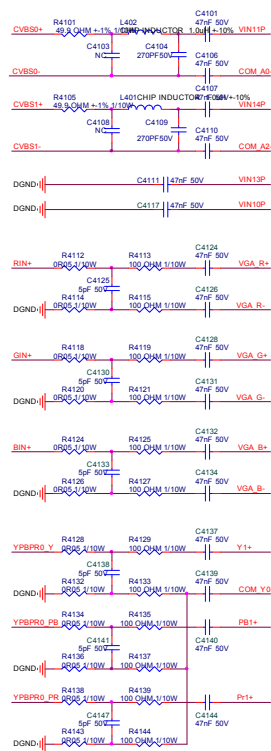 R4101 L402 C4101
49.9 OHM +-1% 1/10W CHIP INDUCTOR 1.0uH +-10% 47nF 50V
CVBS0+ VIN11P
C4103 C4104
NC 270PF50V C4106
CVBS0- 47nF 50V COM_A0-
C4107
R4105 L401 CHIP INDUCTOR +-10% 47nF 50V
CVBS1+ 49.9 OHM +-1% 1/10W VIN14P
C4108 C4109
NC 270PF 50V C4110
CVBS1- 47nF 50V COM_A2-
DGND C4111 47nF 50V VIN13P
DGND C4117 47nF 50V VIN10P
C4124
R4112 R4113 47nF 50V
RIN+ 0R05 1/10W 100 OHM 1/10W VGA_R+
C4125
5pF 50V C4126
R4114 R4115 47nF 50V
DGND 0R05 1/10W 100 OHM 1/10W VGA_R-
C4128
R4118 R4119 47nF 50V
GIN+ 0R05 1/10W 100 OHM 1/10W VGA_G+
C4130
5pF 50V C4131
R4120 R4121 47nF 50V
DGND 0R05 1/10W 100 OHM 1/10W VGA_G-
C4132
R4124 R4125 47nF 50V
BIN+ 0R05 1/10W 100 OHM 1/10W VGA_B+
C4133
5pF 50V C4134
R4126 R4127 47nF 50V
DGND 0R05 1/10W 100 OHM 1/10W VGA_B-
C4137
R4128 R4129 47nF 50V
YPBPR0_Y 0R05 1/10W 100 OHM 1/10W Y1+
C4138
5pF 50V C4139
R4132 R4133 47nF 50V
DGND 0R05 1/10W 100 OHM 1/10W COM_Y0
R4134 R4135
YPBPR0_PB 0R05 1/10W 100 OHM 1/10W PB1+
C4141 C4140
5pF 50V 47nF 50V
R4136 R4137
DGND 0R05 1/10W 100 OHM 1/10W
R4138 R4139
YPBPR0_PR 0R05 1/10W 100 OHM 1/10W Pr1+
C4147 C4144
5pF 50V 47nF 50V
R4143 R4144
DGND 0R05 1/10W 100 OHM 1/10W